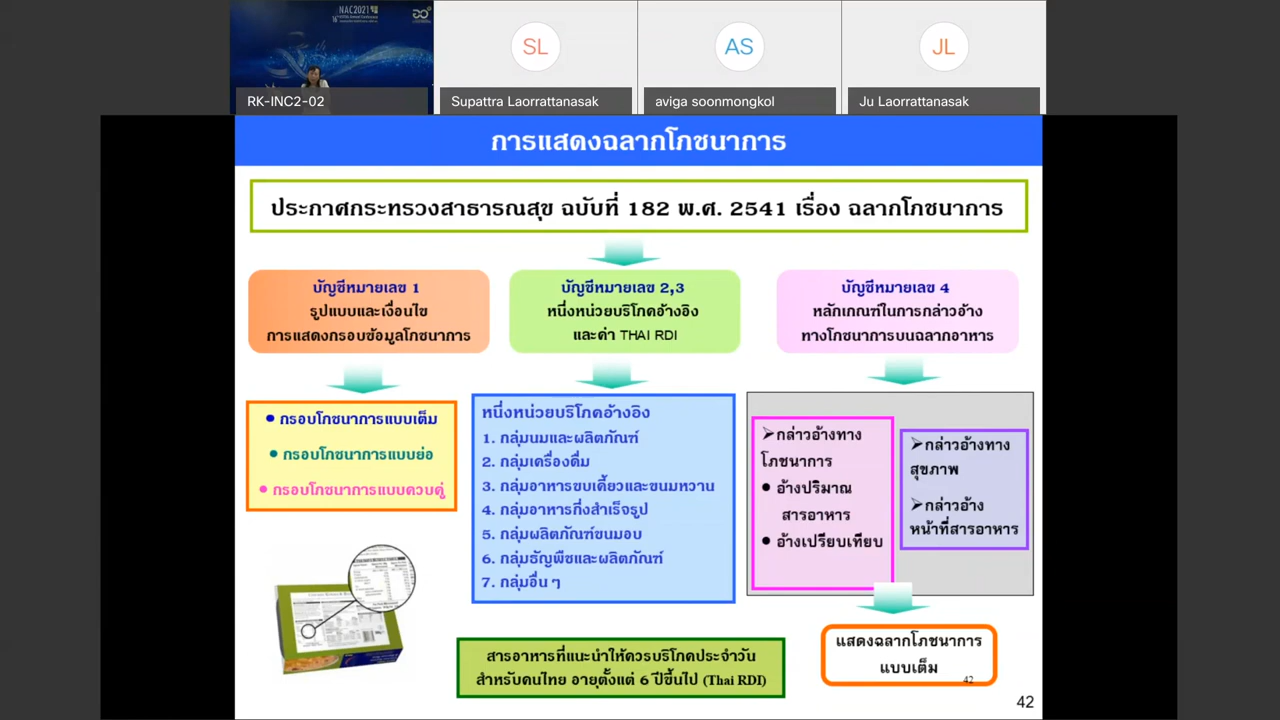 NAC2021
RK-INC2-02
SL
Supattra Laorrattanasak
AS
aviga soonmongkol
JL
Ju Laorrattanasak
การแสดงฉลากโภชนาการ
ประกาศกระทรวงสาธารณสุข ฉบับที่ 182 พ.ศ. 2541 เรื่อง ฉลากโภชนาการ
บัญชีหมายเลข 1
รูปแบบและเงื่อนไข
การแสดงกรอบข้อมูลโภชนาการ
บัญชีหมายเลข 2,3
หนึ่งหน่วยบริโภคอ้างอิง
และค่า THAI RDI
บัญชีหมายเลข 4
หลักเกณฑ์ในการกล่าวอ้าง
ทางโภชนาการบนฉลากอาหาร
• กรอบโภชนาการแบบเต็ม
• กรอบโภชนาการแบบย่อ
• กรอบโภชนาการแบบควบคู่
หนึ่งหน่วยบริโภคอ้างอิง
1. กลุ่มนมและผลิตภัณฑ์
2. กลุ่มเครื่องดื่ม
3. กลุ่มอาหารขบเคี้ยวและขนมหวาน
4. กลุ่มอาหารกึ่งสำเร็จรูป
5. กลุ่มผลิตภัณฑ์ขนมอบ
6. กลุ่มธัญพืชและผลิตภัณฑ์
7. กลุ่มอื่น ๆ
➢กล่าวอ้างทาง
โภชนาการ
• อ้างปริมาณ
สารอาหาร
• อ้างเปรียบเทียบ
➢กล่าวอ้างทาง
สุขภาพ
➢กล่าวอ้าง
หน้าที่สารอาหาร
สารอาหารที่แนะนำให้ควรบริโภคประจำวัน
สำหรับคนไทย อายุตั้งแต่ 6 ปีขึ้นไป (Thai RDI)
แสดงฉลากโภชนาการ
แบบเต็ม
42
42